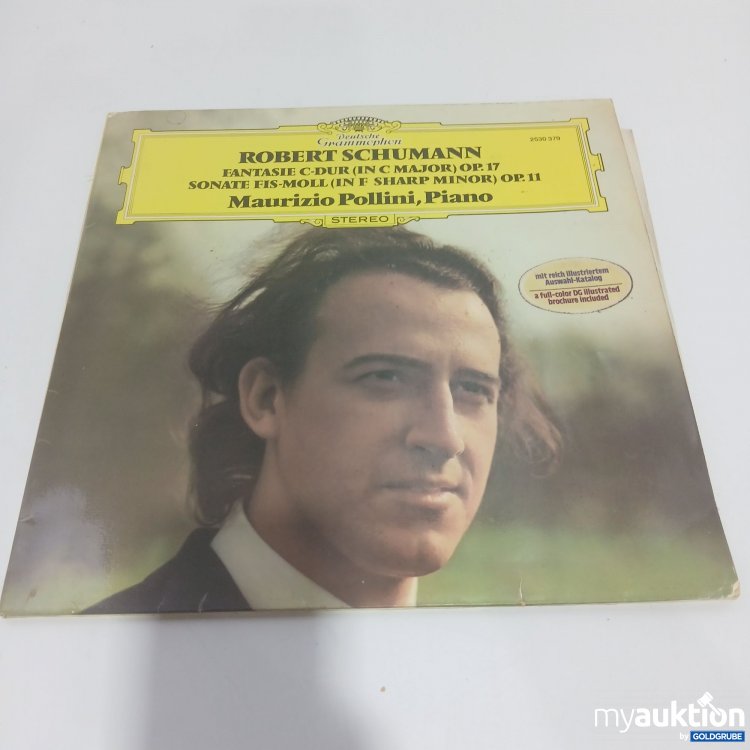 Deutsche
Grammophon
2530 379
ROBERT SCHUMANN
FANTASIE C-DUR (IN C MAJOR) OP. 17
SONATE FIS-MOLL (IN F SHARP MINOR) OP. 11
Maurizio Pollini, Piano
STEREO
mit reich illustriertem
Auswahl-Katalog
a full-color DG illustrated
brochure included
myauktion
by GOLDGRUBE